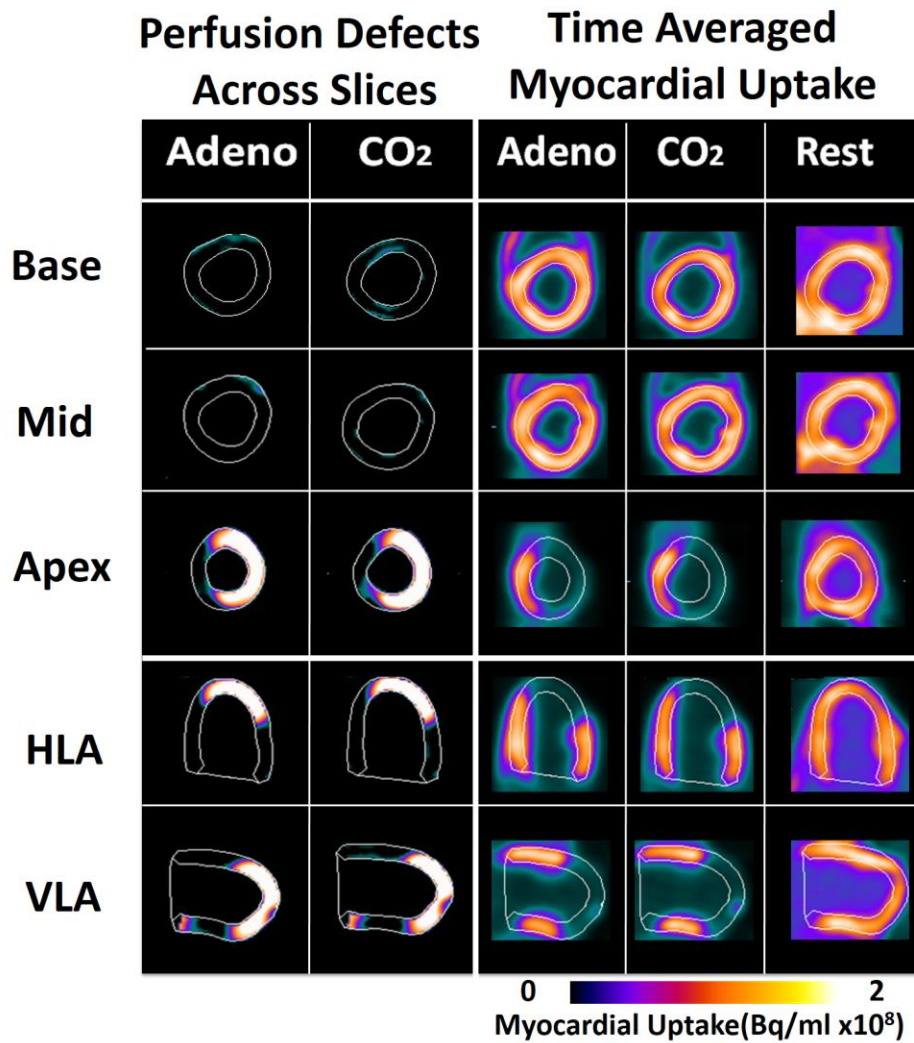 Perfusion Defects
Across Slices
Time Averaged
Myocardial Uptake
Adeno CO₂ Adeno CO₂ Rest
Base
Mid
Apex
HLA
VLA
0 2
Myocardial Uptake(Bq/ml x10⁸)